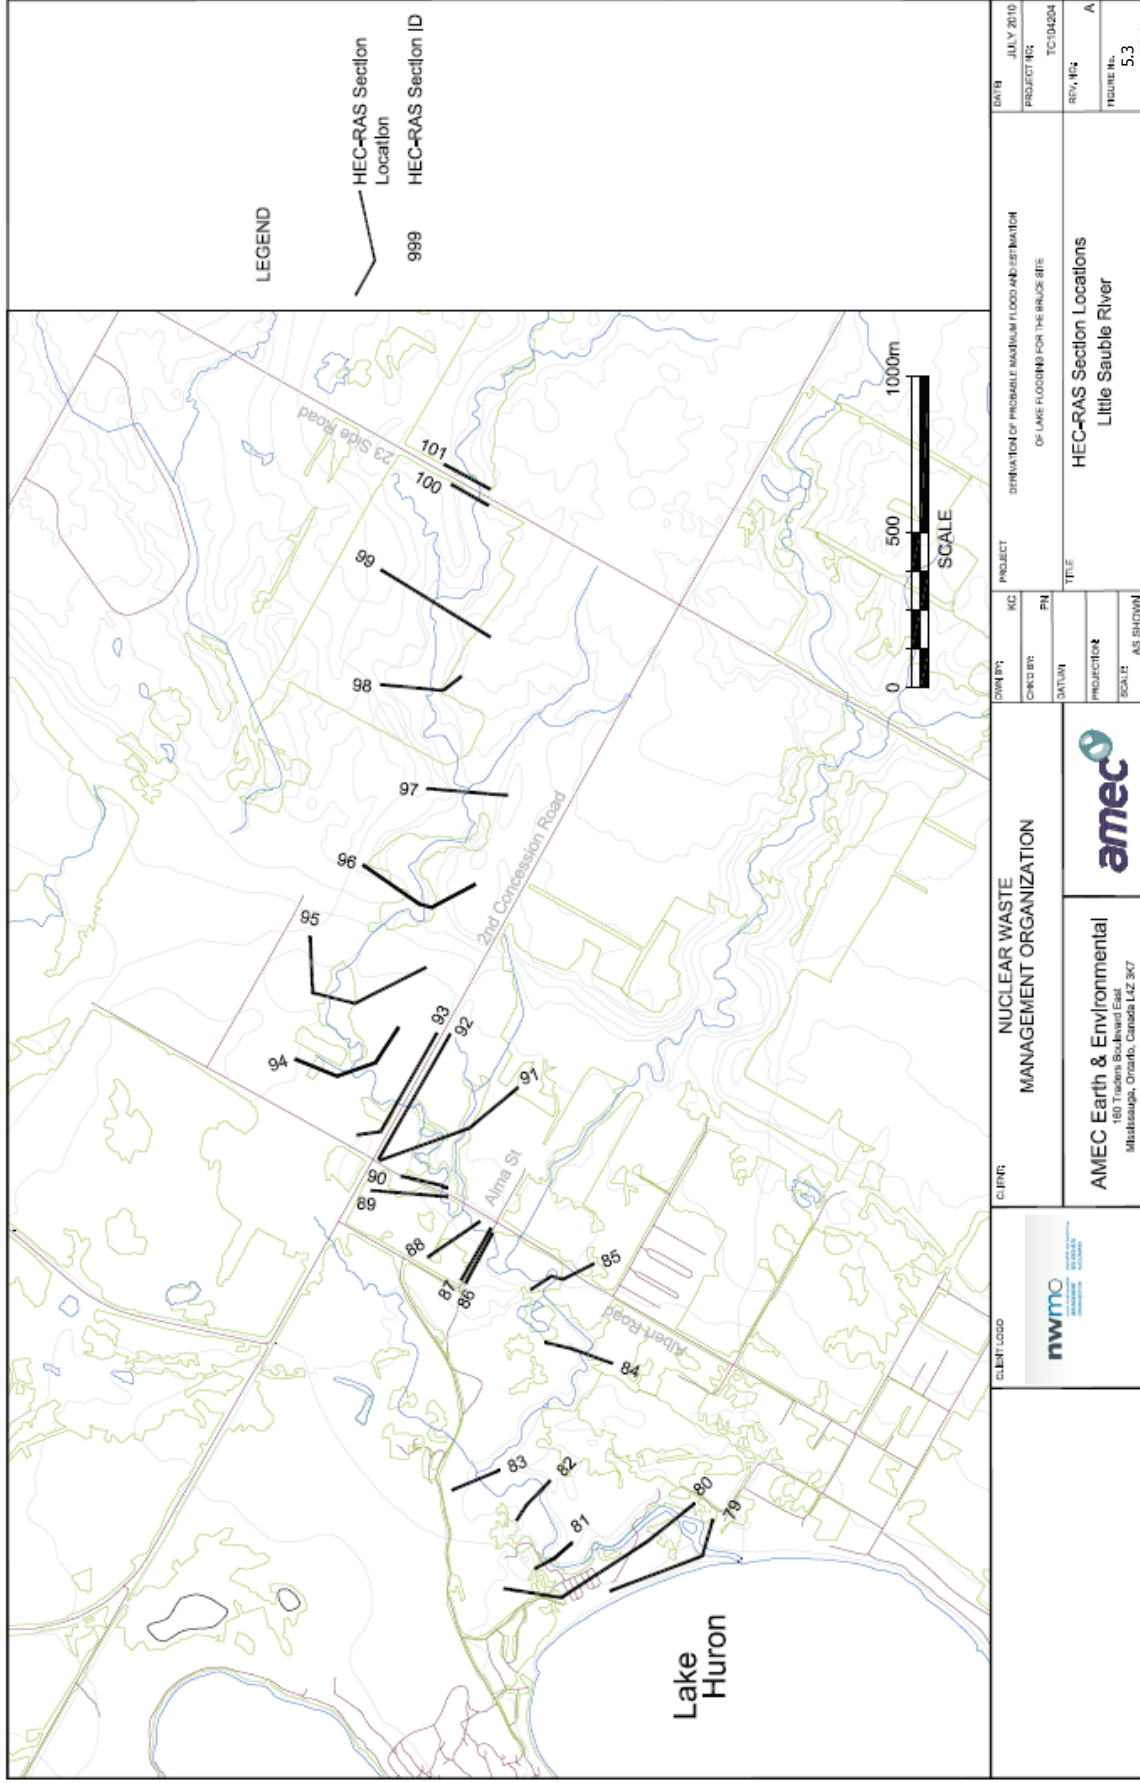 LEGEND
HEC-RAS Section
Location
999 HEC-RAS Section ID
23 Side Road
101
100
99
98
97
96
95
94
93
92
91
90
89
88
87
86
85
84
83
82
81
80
79
2nd Concession Road
Alma St
Albert Road
Lake
Huron
0 500 1000m
SCALE
CLIENT LOGO
nwmo
CLIENT:
NUCLEAR WASTE
MANAGEMENT ORGANIZATION
AMEC Earth & Environmental
160 Traders Boulevard East
Mississauga, Ontario, Canada L4Z 3K7
amec
DWN BY: KC
CHK'D BY: PN
DATUM:
PROJECTION:
SCALE: AS SHOWN
PROJECT
DERIVATION OF PROBABLE MAXIMUM FLOOD AND ESTIMATION
OF LAKE FLOODING FOR THE BRUCE SITE
TITLE
HEC-RAS Section Locations
Little Sauble River
DATE: JULY 2010
PROJECT NO: TC104204
REV. NO: A
FIGURE No. 5.3